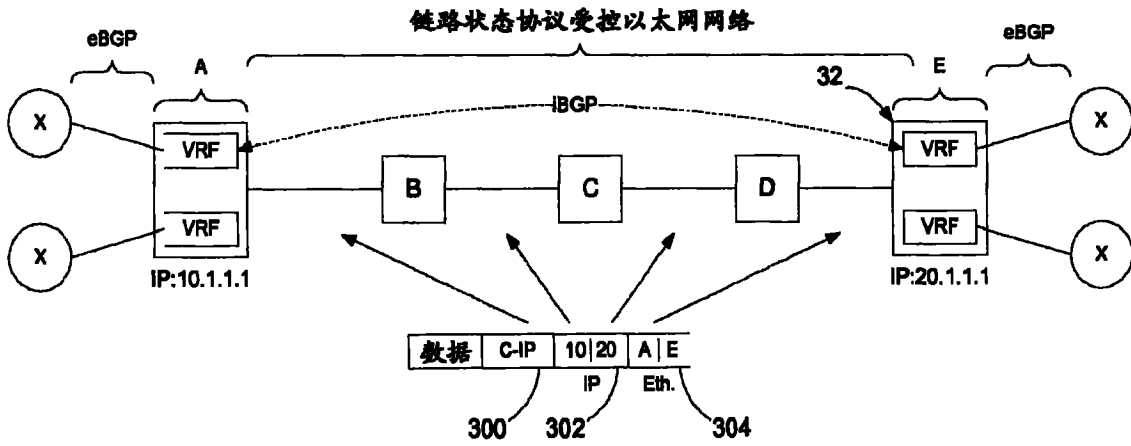 链路状态协议受控以太网网络
eBGP
eBGP
A
E
32
X
VRF
iBGP
VRF
X
B
C
D
X
VRF
VRF
X
IP:10.1.1.1
IP:20.1.1.1
数据
C-IP
10|20
A|E
IP
Eth.
300
302
304